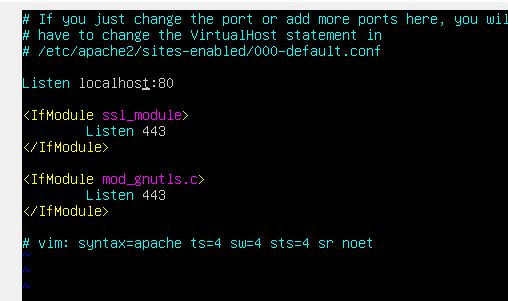 # If you just change the port or add more ports here, you wil
# have to change the VirtualHost statement in
# /etc/apache2/sites-enabled/000-default.conf
Listen localhost:80
<IfModule ssl_module>
Listen 443
</IfModule>
<IfModule mod_gnutls.c>
Listen 443
</IfModule>
# vim: syntax=apache ts=4 sw=4 sts=4 sr noet
~
~
~